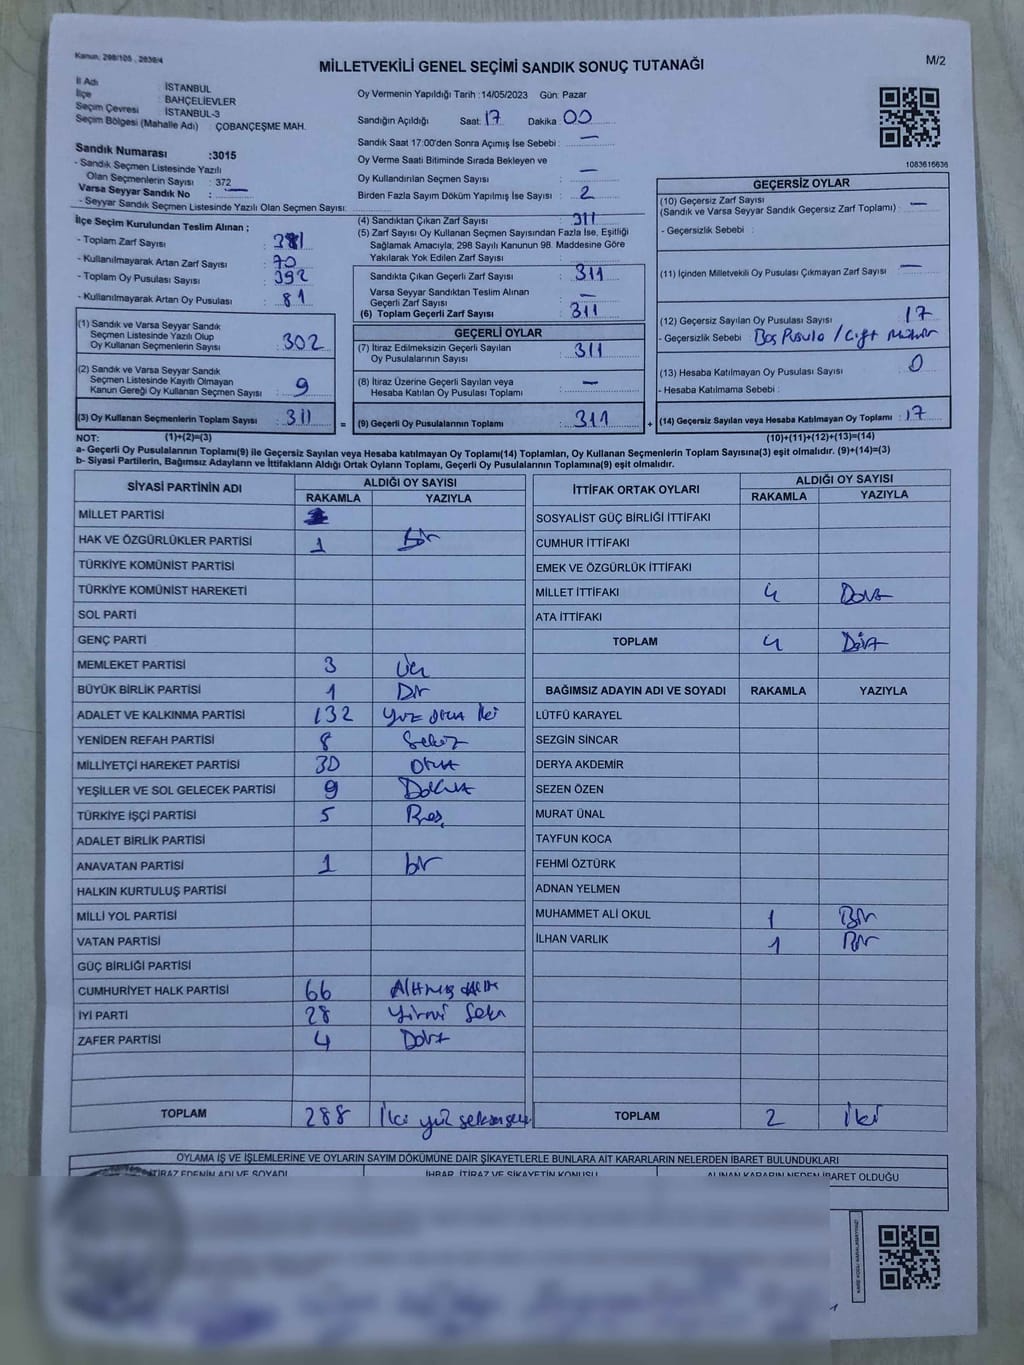 Kanun, 298/105 , 2839/4
M/2
MİLLETVEKİLİ GENEL SEÇİMİ SANDIK SONUÇ TUTANAĞI
İl Adı : İSTANBUL
İlçe : BAHÇELİEVLER
Seçim Çevresi : İSTANBUL-3
Seçim Bölgesi (Mahalle Adı) : ÇOBANÇEŞME MAH.
Sandık Numarası :3015
- Sandık Seçmen Listesinde Yazılı
Olan Seçmenlerin Sayısı : 372
Varsa Seyyar Sandık No : —
- Seyyar Sandık Seçmen Listesinde Yazılı Olan Seçmen Sayısı:
İlçe Seçim Kurulundan Teslim Alınan ;
- Toplam Zarf Sayısı : 381
- Kullanılmayarak Artan Zarf Sayısı : 70
- Toplam Oy Pusulası Sayısı : 392
- Kullanılmayarak Artan Oy Pusulası : 81
(1) Sandık ve Varsa Seyyar Sandık
Seçmen Listesinde Yazılı Olup
Oy Kullanan Seçmenlerin Sayısı : 302
(2) Sandık ve Varsa Seyyar Sandık
Seçmen Listesinde Kayıtlı Olmayan
Kanun Gereği Oy Kullanan Seçmen Sayısı : 9
(3) Oy Kullanan Seçmenlerin Toplam Sayısı : 311
Oy Vermenin Yapıldığı Tarih :14/05/2023 Gün: Pazar
Sandığın Açıldığı Saat: 17 Dakika 00
Sandık Saat 17:00'den Sonra Açımış İse Sebebi : —
Oy Verme Saati Bitiminde Sırada Bekleyen ve
Oy Kullandırılan Seçmen Sayısı : —
Birden Fazla Sayım Döküm Yapılmış İse Sayısı : 2
(4) Sandıktan Çıkan Zarf Sayısı : 311
(5) Zarf Sayısı Oy Kullanan Seçmen Sayısından Fazla İse, Eşitliği
Sağlamak Amacıyla, 298 Sayılı Kanunun 98. Maddesine Göre
Yakılarak Yok Edilen Zarf Sayısı :
Sandıkta Çıkan Geçerli Zarf Sayısı : 311
Varsa Seyyar Sandıktan Teslim Alınan
Geçerli Zarf Sayısı : —
(6) Toplam Geçerli Zarf Sayısı : 311
GEÇERLİ OYLAR
(7) İtiraz Edilmeksizin Geçerli Sayılan
Oy Pusulalarının Sayısı : 311
(8) İtiraz Üzerine Geçerli Sayılan veya
Hesaba Katılan Oy Pusulaları Toplamı : —
= (9) Geçerli Oy Pusulalarının Toplamı : 311 +
1083616636
GEÇERSİZ OYLAR
(10) Geçersiz Zarf Sayısı
(Sandık ve Varsa Seyyar Sandık Geçersiz Zarf Toplamı) : —
- Geçersizlik Sebebi :
(11) İçinden Milletvekili Oy Pusulası Çıkmayan Zarf Sayısı : —
(12) Geçersiz Sayılan Oy Pusulası Sayısı : 17
- Geçersizlik Sebebi : Boş Pusula / Çift Mühür
(13) Hesaba Katılmayan Oy Pusulası Sayısı : 0
- Hesaba Katılmama Sebebi :
(14) Geçersiz Sayılan veya Hesaba Katılmayan Oy Toplamı : 17
NOT: (1)+(2)=(3) (10)+(11)+(12)+(13)=(14)
a- Geçerli Oy Pusulalarının Toplamı(9) ile Geçersiz Sayılan veya Hesaba katılmayan Oy Toplamı(14) Toplamları, Oy Kullanan Seçmenlerin Toplam Sayısına(3) eşit olmalıdır. (9)+(14)=(3)
b- Siyasi Partilerin, Bağımsız Adayların ve İttifakların Aldığı Ortak Oyların Toplamı, Geçerli Oy Pusulalarının Toplamına(9) eşit olmalıdır.
SİYASİ PARTİNİN ADI ALDIĞI OY SAYISI
RAKAMLA YAZIYLA
MİLLET PARTİSİ
HAK VE ÖZGÜRLÜKLER PARTİSİ 1 Bir
TÜRKİYE KOMÜNİST PARTİSİ
TÜRKİYE KOMÜNİST HAREKETİ
SOL PARTİ
GENÇ PARTİ
MEMLEKET PARTİSİ 3 Üç
BÜYÜK BİRLİK PARTİSİ 1 Bir
ADALET VE KALKINMA PARTİSİ 132 Yüz otuz iki
YENİDEN REFAH PARTİSİ 8 Sekiz
MİLLİYETÇİ HAREKET PARTİSİ 30 Otuz
YEŞİLLER VE SOL GELECEK PARTİSİ 9 Dokuz
TÜRKİYE İŞÇİ PARTİSİ 5 Beş
ADALET BİRLİK PARTİSİ
ANAVATAN PARTİSİ 1 bir
HALKIN KURTULUŞ PARTİSİ
MİLLİ YOL PARTİSİ
VATAN PARTİSİ
GÜÇ BİRLİĞİ PARTİSİ
CUMHURİYET HALK PARTİSİ 66 Altmış altı
İYİ PARTİ 28 Yirmi Sekiz
ZAFER PARTİSİ 4 Dört
TOPLAM 288 İki yüz seksen sekiz
İTTİFAK ORTAK OYLARI ALDIĞI OY SAYISI
RAKAMLA YAZIYLA
SOSYALİST GÜÇ BİRLİĞİ İTTİFAKI
CUMHUR İTTİFAKI
EMEK VE ÖZGÜRLÜK İTTİFAKI
MİLLET İTTİFAKI 4 Dört
ATA İTTİFAKI
TOPLAM 4 Dört
BAĞIMSIZ ADAYIN ADI VE SOYADI RAKAMLA YAZIYLA
LÜTFÜ KARAYEL
SEZGİN SİNCAR
DERYA AKDEMİR
SEZEN ÖZEN
MURAT ÜNAL
TAYFUN KOCA
FEHMİ ÖZTÜRK
ADNAN YELMEN
MUHAMMET ALİ OKUL 1 Bir
İLHAN VARLIK 1 Bir
TOPLAM 2 İki
OYLAMA İŞ VE İŞLEMLERİNE VE OYLARIN SAYIM DÖKÜMÜNE DAİR ŞİKAYETLERLE BUNLARA AİT KARARLARIN NELERDEN İBARET BULUNDUKLARI
İTİRAZ EDENİN ADI VE SOYADI İHBAR, İTİRAZ VE ŞİKAYETİN KONUSU ALINAN KARARIN NEDEN İBARET OLDUĞU